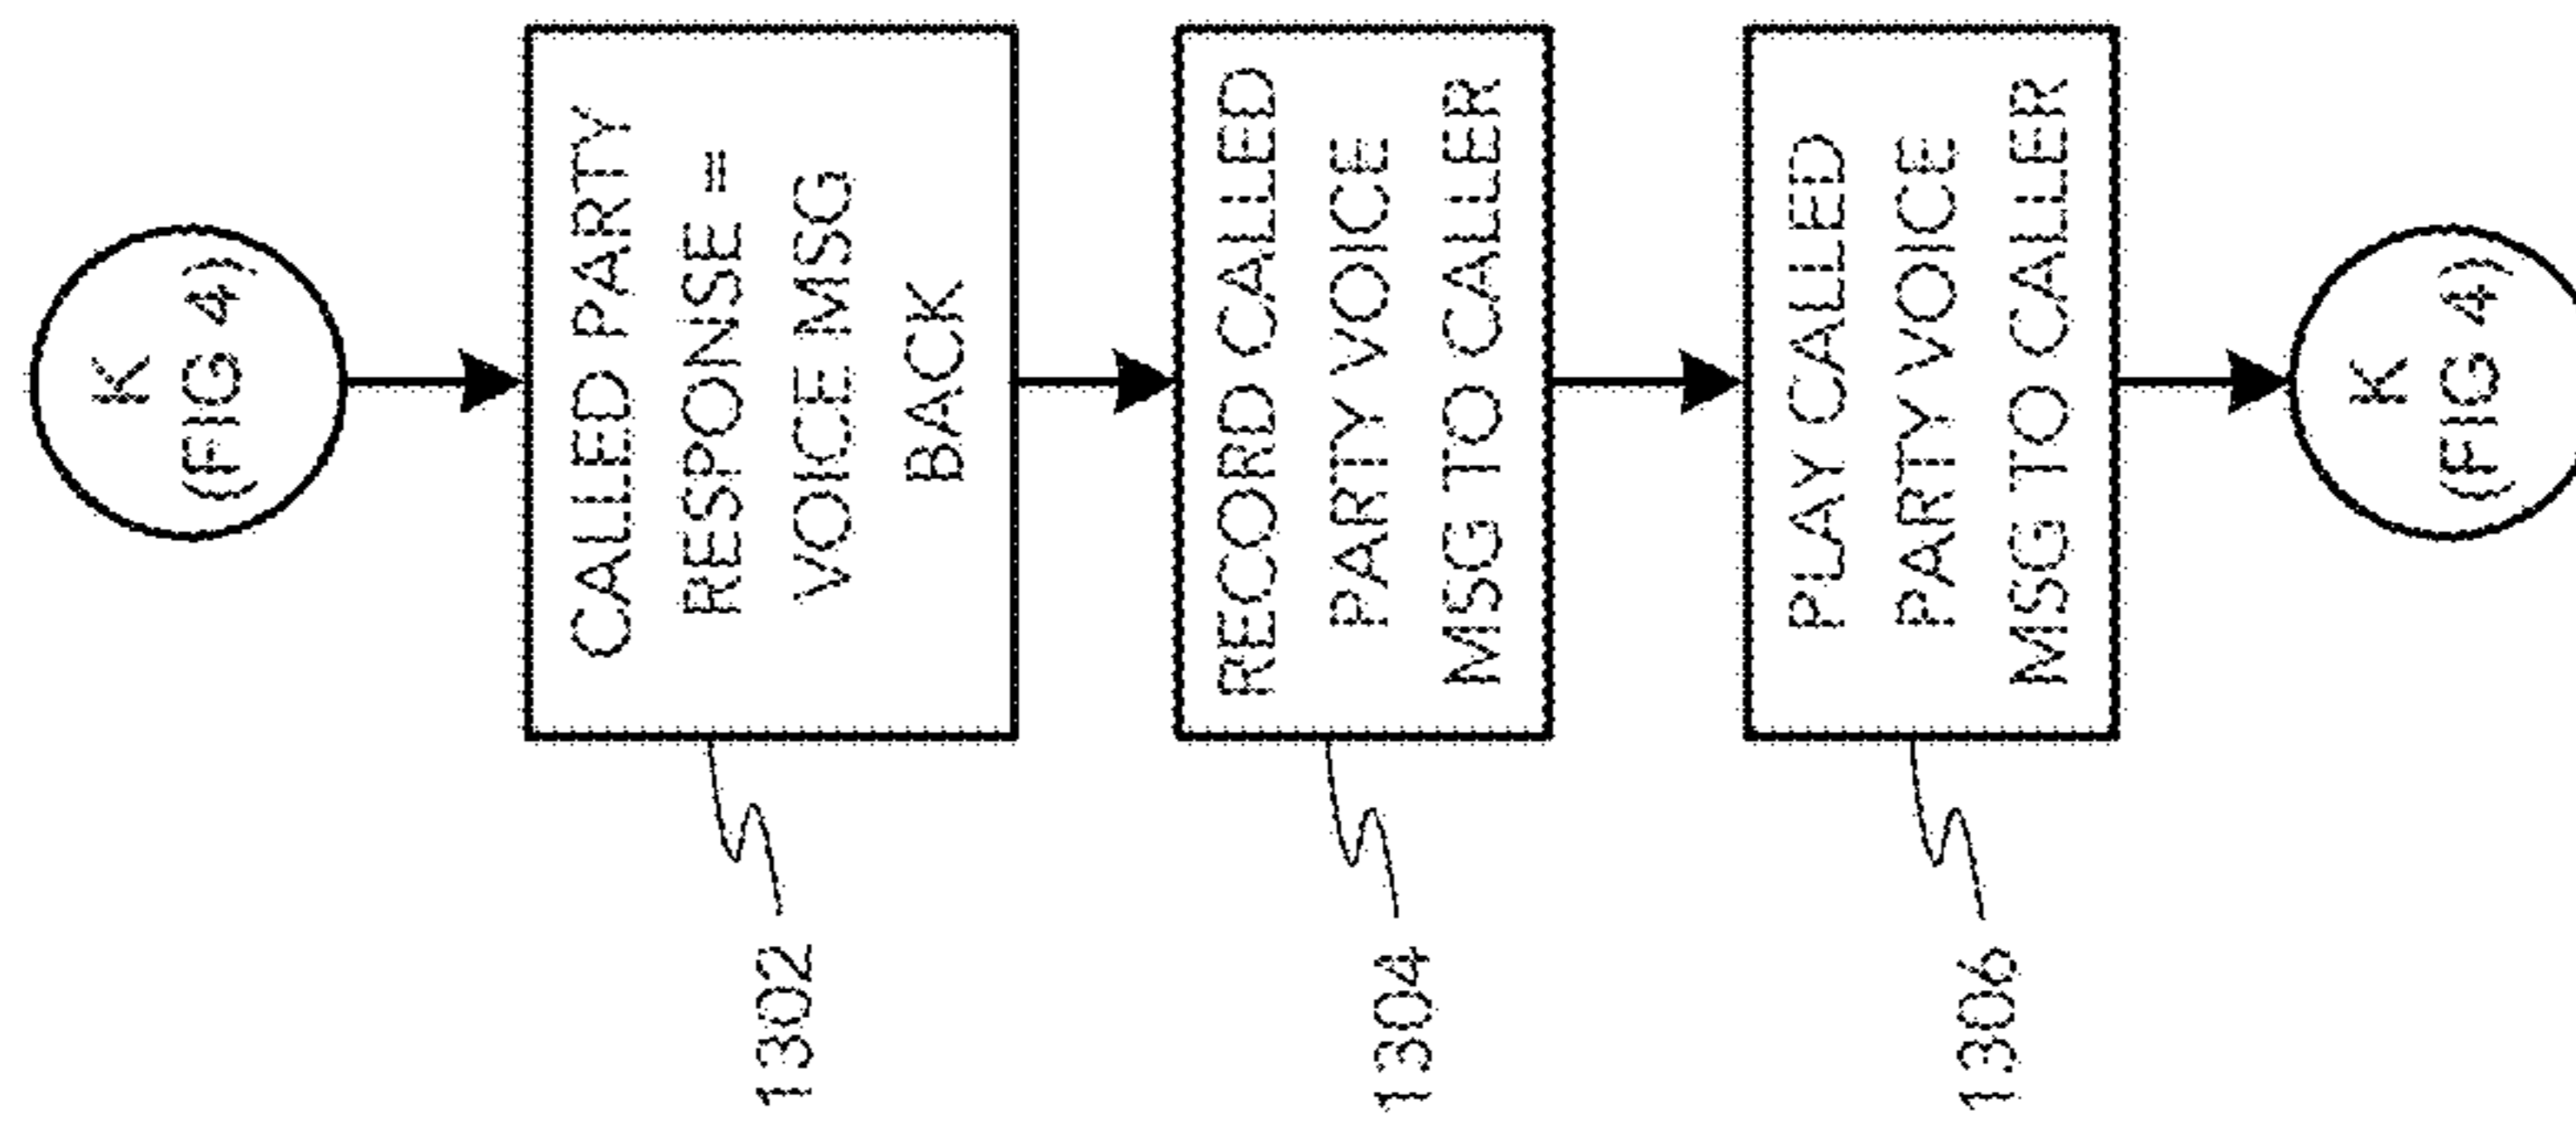 K
(FIG 4)
CALLED PARTY
RESPONSE =
VOICE MSG
BACK
1302
RECORD CALLED
PARTY VOICE
MSG TO CALLER
1304
PLAY CALLED
PARTY VOICE
MSG TO CALLER
1306
K
(FIG 4)